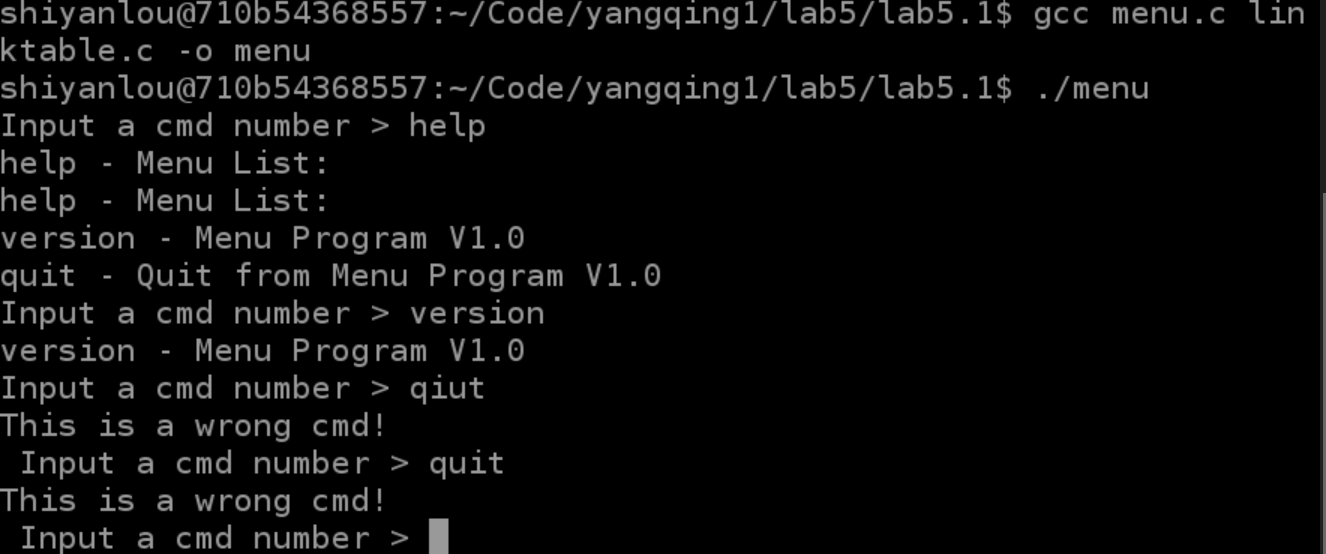 shiyanlou@710b54368557:~/Code/yangqing1/lab5/lab5.1$ gcc menu.c lin
ktable.c -o menu
shiyanlou@710b54368557:~/Code/yangqing1/lab5/lab5.1$ ./menu
Input a cmd number > help
help - Menu List:
help - Menu List:
version - Menu Program V1.0
quit - Quit from Menu Program V1.0
Input a cmd number > version
version - Menu Program V1.0
Input a cmd number > qiut
This is a wrong cmd!
 Input a cmd number > quit
This is a wrong cmd!
 Input a cmd number >